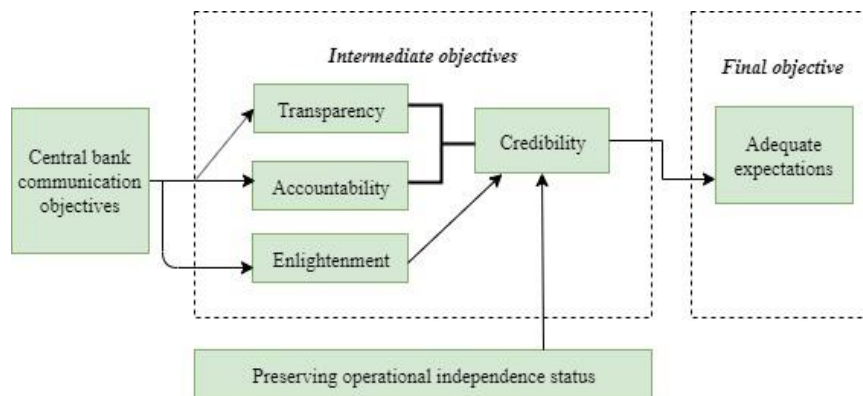 Intermediate objectives
Final objective
Central bank
communication
objectives
Transparency
Accountability
Enlightenment
Credibility
Adequate
expectations
Preserving operational independence status